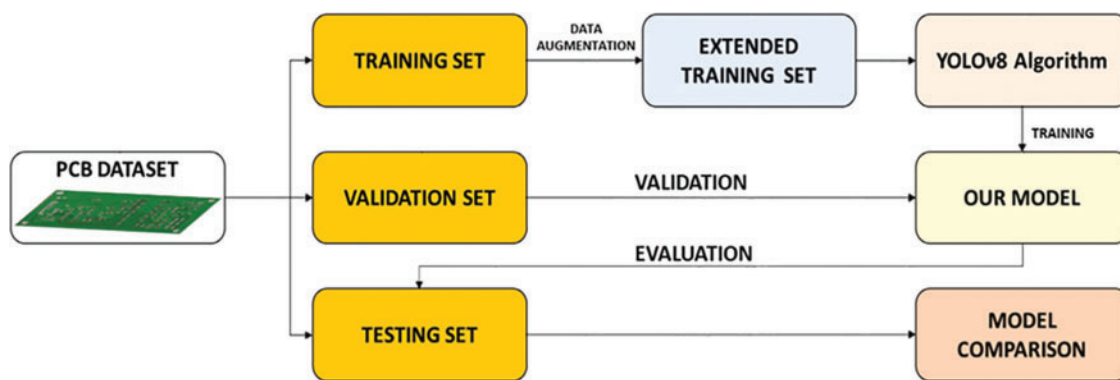 DATA
AUGMENTATION
TRAINING SET
EXTENDED
TRAINING SET
YOLOv8 Algorithm
TRAINING
PCB DATASET
VALIDATION SET
VALIDATION
OUR MODEL
EVALUATION
TESTING SET
MODEL
COMPARISON